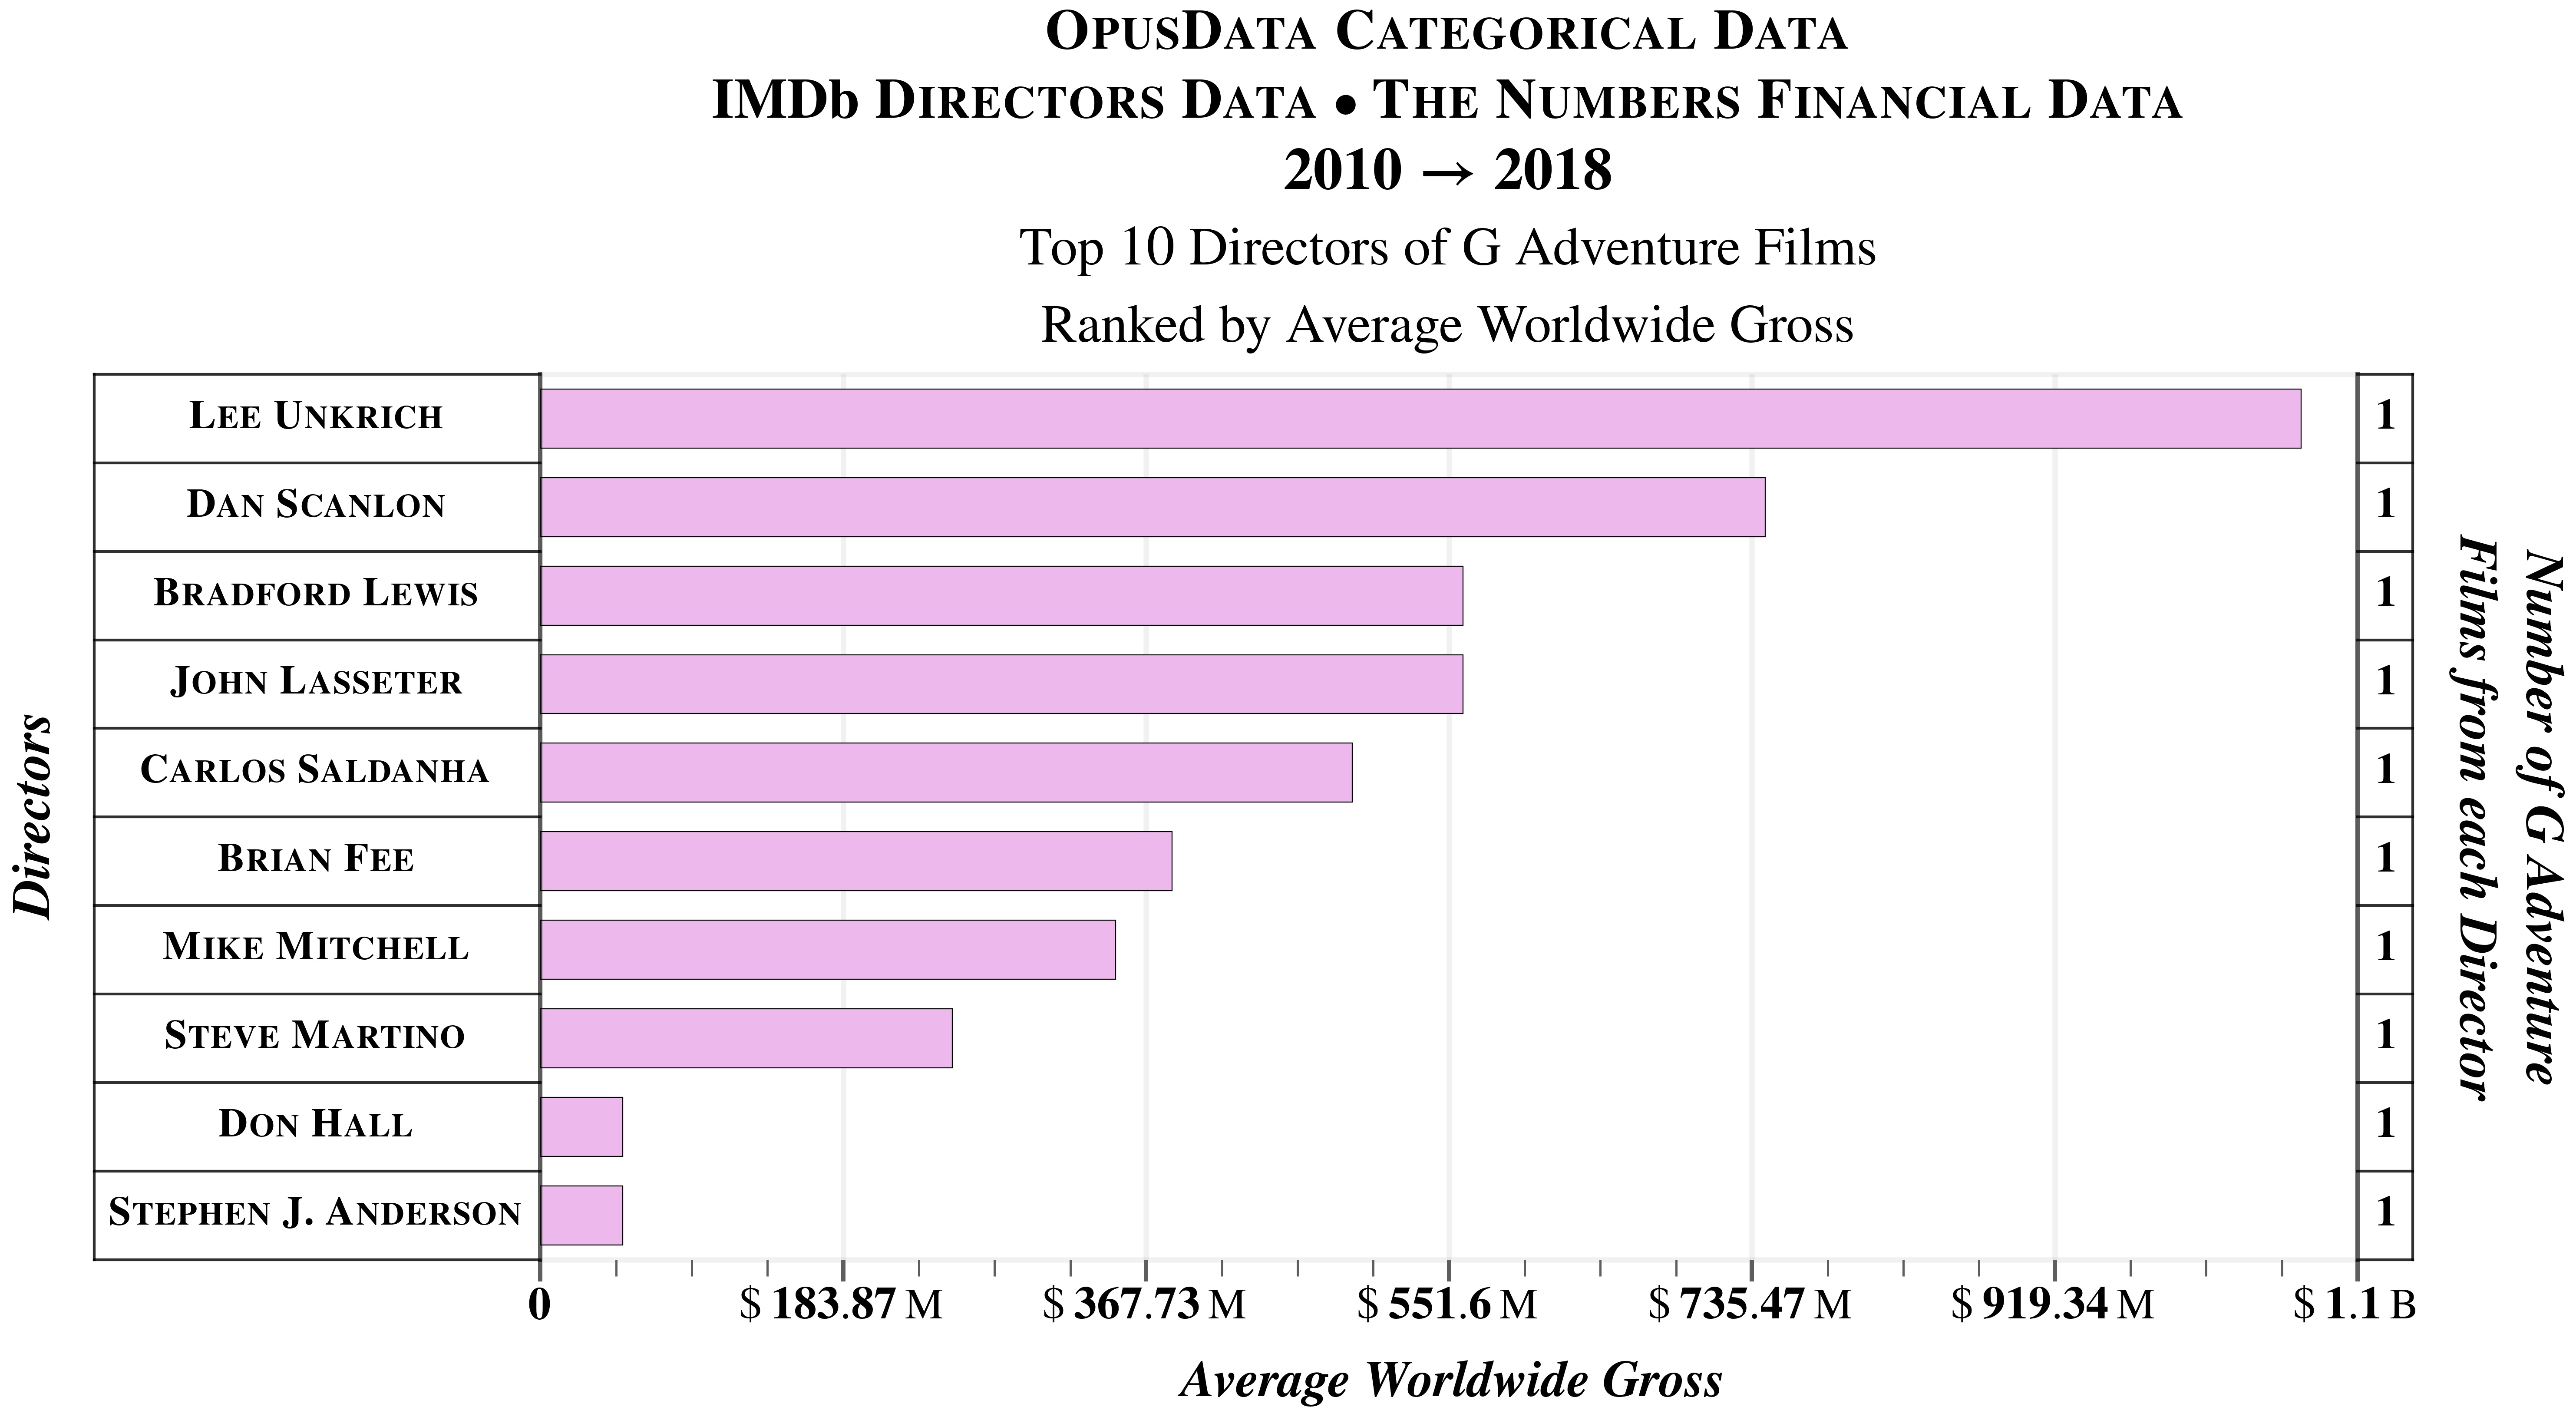 OPUSDATA CATEGORICAL DATA
IMDb DIRECTORS DATA • THE NUMBERS FINANCIAL DATA
2010 → 2018
Top 10 Directors of G Adventure Films
Ranked by Average Worldwide Gross
Directors
LEE UNKRICH 1
DAN SCANLON 1
BRADFORD LEWIS 1
JOHN LASSETER 1
CARLOS SALDANHA 1
BRIAN FEE 1
MIKE MITCHELL 1
STEVE MARTINO 1
DON HALL 1
STEPHEN J. ANDERSON 1
Number of G Adventure
Films from each Director
0 $ 183.87 M $ 367.73 M $ 551.6 M $ 735.47 M $ 919.34 M $ 1.1 B
Average Worldwide Gross